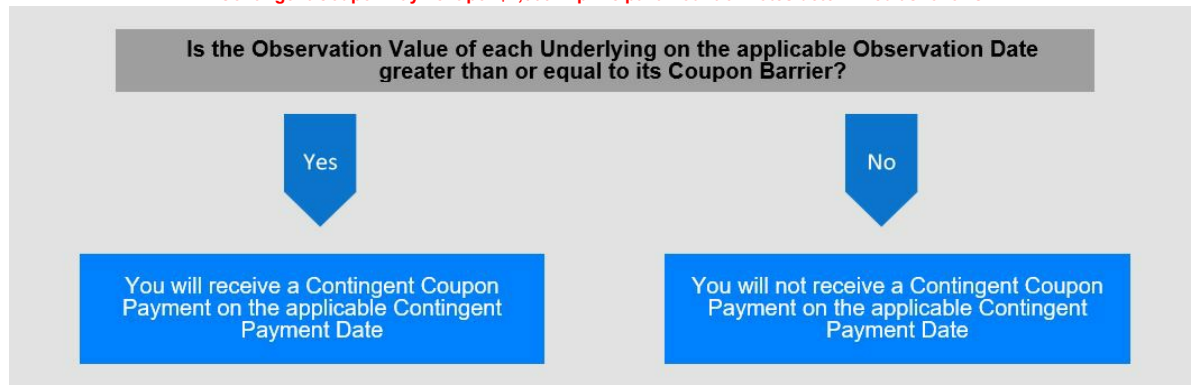 Is the Observation Value of each Underlying on the applicable Observation Date
greater than or equal to its Coupon Barrier?
Yes
No
You will receive a Contingent Coupon
Payment on the applicable Contingent
Payment Date
You will not receive a Contingent Coupon
Payment on the applicable Contingent
Payment Date